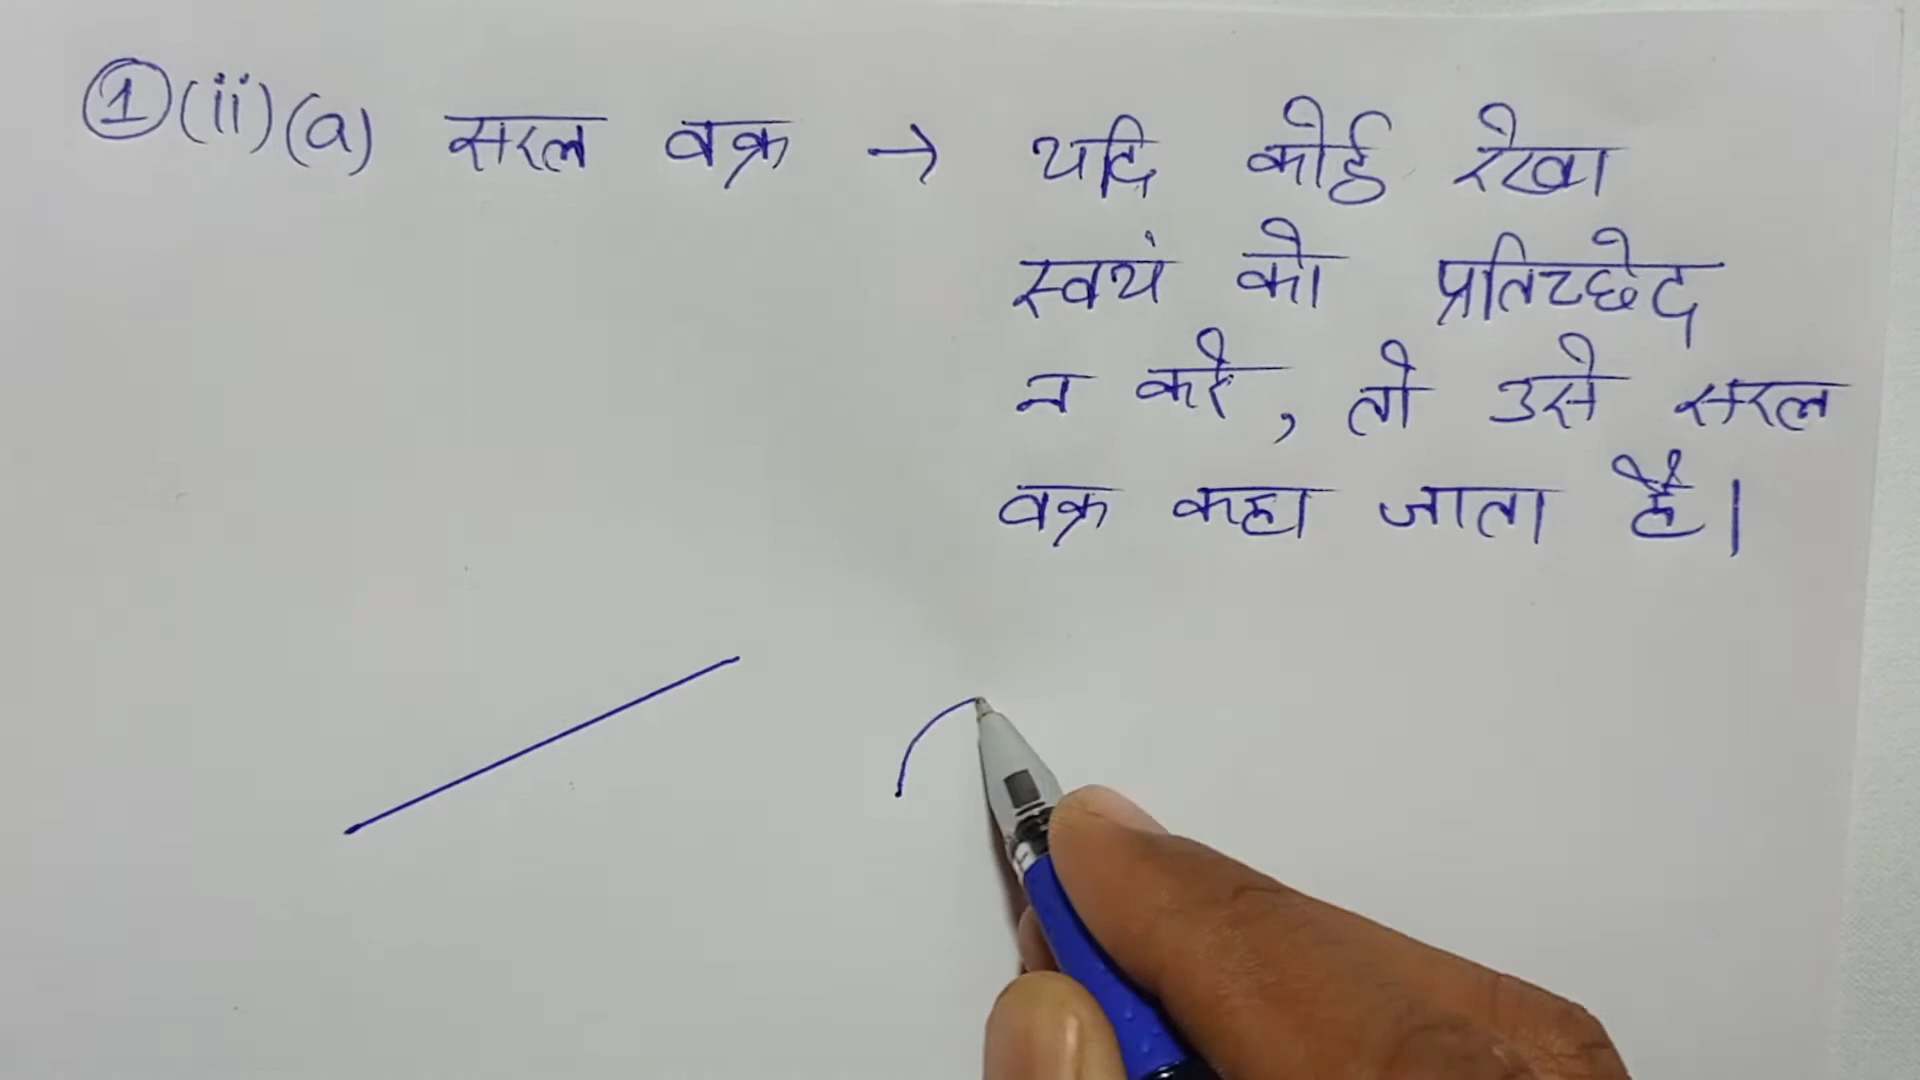 ① (ii) (a) सरल वक्र → यदि कोई रेखा
स्वयं को प्रतिच्छेद
न करे, तो उसे सरल
वक्र कहा जाता है।